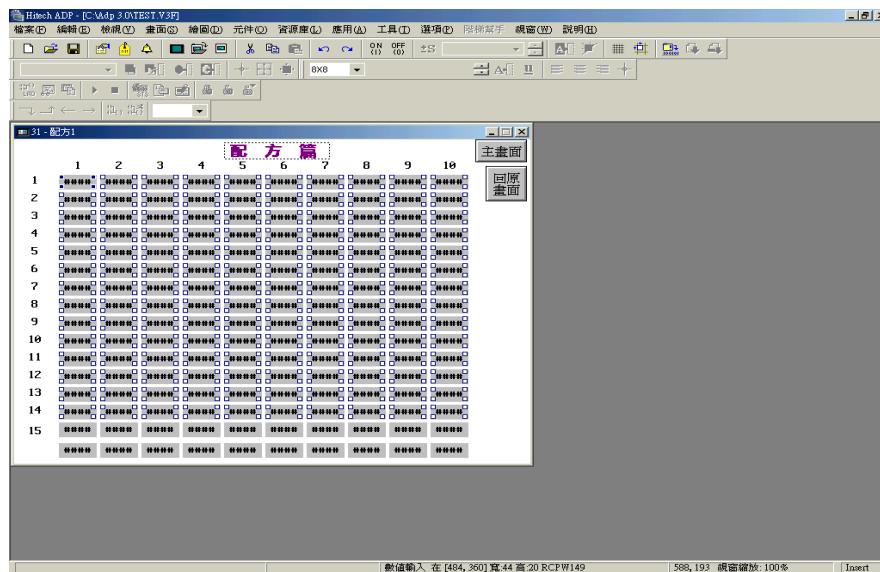 Hitech ADP - [C:\Adp 3.0\TEST.V3F]
檔案(F) 編輯(E) 檢視(V) 畫面(S) 繪圖(D) 元件(O) 資源庫(L) 應用(A) 工具(T) 選項(P) 階梯幫手 視窗(W) 說明(H)
ON (1) OFF (0) ±S
8X8
31 - 配方1
配 方 篇 主畫面
1 2 3 4 5 6 7 8 9 10
1 #### #### #### #### #### #### #### #### #### #### 回原
畫面
2 #### #### #### #### #### #### #### #### #### ####
3 #### #### #### #### #### #### #### #### #### ####
4 #### #### #### #### #### #### #### #### #### ####
5 #### #### #### #### #### #### #### #### #### ####
6 #### #### #### #### #### #### #### #### #### ####
7 #### #### #### #### #### #### #### #### #### ####
8 #### #### #### #### #### #### #### #### #### ####
9 #### #### #### #### #### #### #### #### #### ####
10 #### #### #### #### #### #### #### #### #### ####
11 #### #### #### #### #### #### #### #### #### ####
12 #### #### #### #### #### #### #### #### #### ####
13 #### #### #### #### #### #### #### #### #### ####
14 #### #### #### #### #### #### #### #### #### ####
15 #### #### #### #### #### #### #### #### #### ####
#### #### #### #### #### #### #### #### #### ####
數值輸入 在 [484, 360] 寬:44 高:20 RCPW149 588, 193 視窗縮放: 100% Insert